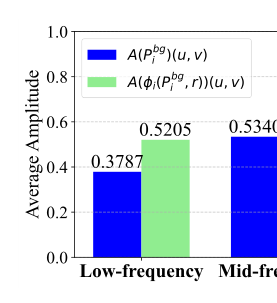 1.0
A(P_i^{bg})(u, v)
0.8
A(ϕ_i(P_i^{bg}, r))(u, v)
0.6
0.5205
0.5340
0.4
0.3787
0.2
0.0
Average Amplitude
Low-frequency